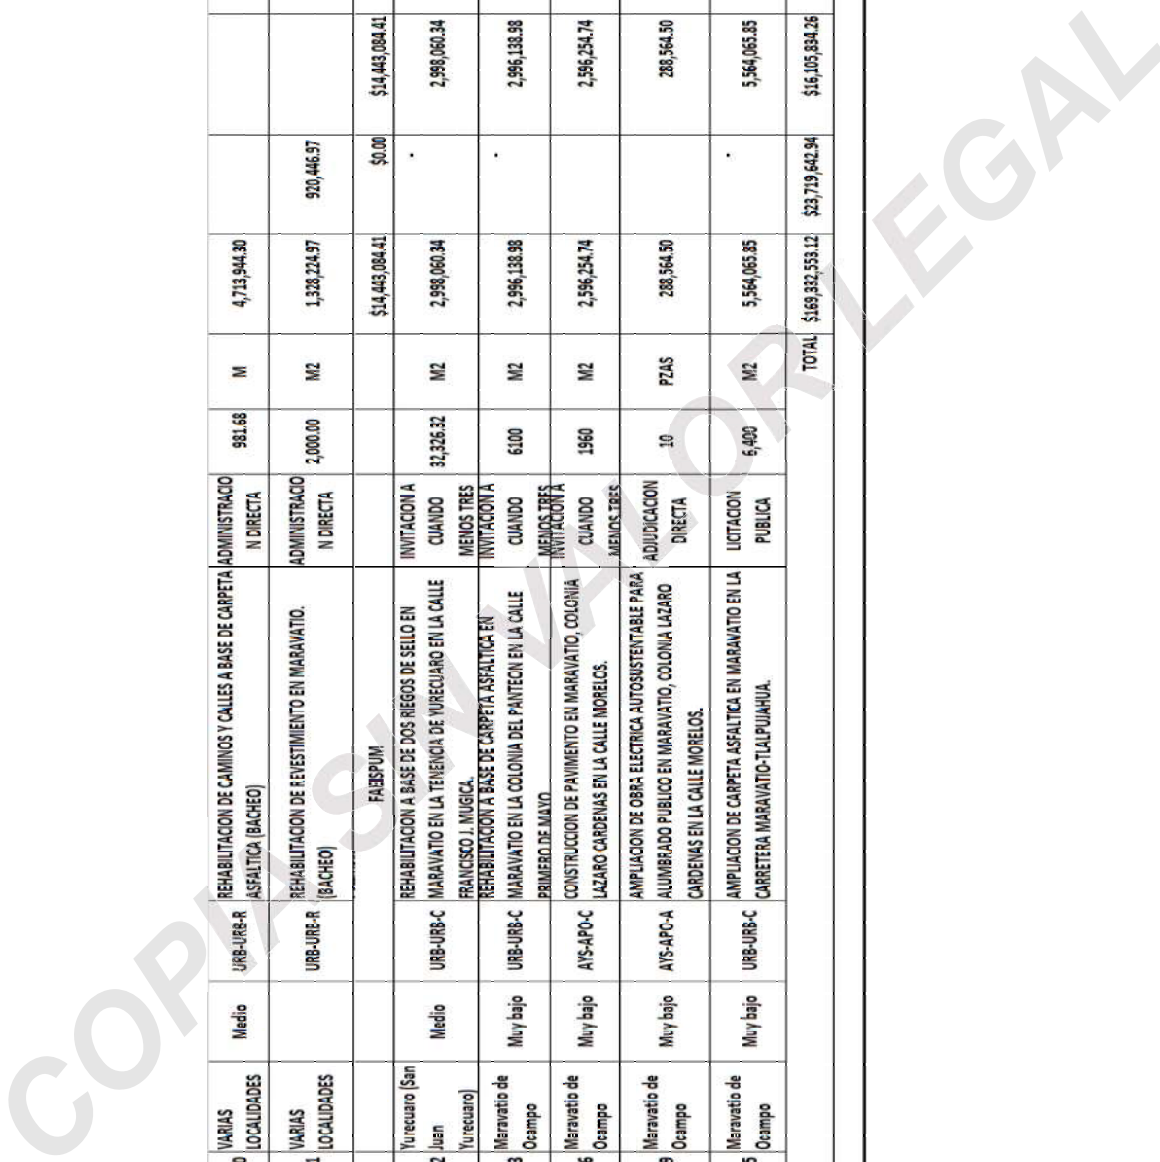 0 VARIAS LOCALIDADES Medio URB-URB-R REHABILITACION DE CAMINOS Y CALLES A BASE DE CARPETA ASFALTICA (BACHEO) ADMINISTRACIO N DIRECTA 981.68 M 4,713,944.30
1 VARIAS LOCALIDADES URB-URB-R REHABILITACION DE REVESTIMIENTO EN MARAVATIO. (BACHEO) ADMINISTRACIO N DIRECTA 2,000.00 M2 1,328,224.97 920,446.97
$14,443,084.41 $0.00 $14,443,084.41
2 Yurecuaro (San Juan Yurecuaro) Medio URB-URB-C REHABILITACION A BASE DE DOS RIEGOS DE SELLO EN MARAVATIO EN LA TENENCIA DE YURECUARO EN LA CALLE FRANCISCO J. MUGICA. INVITACION A CUANDO MENOS TRES 32,326.32 M2 2,998,060.34 - 2,998,060.34
3 Maravatio de Ocampo Muy bajo URB-URB-C REHABILITACION A BASE DE CARPETA ASFALTICA EN MARAVATIO EN LA COLONIA DEL PANTEON EN LA CALLE PRIMERO DE MAYO INVITACION A CUANDO MENOS TRES 6100 M2 2,996,138.98 - 2,996,138.98
6 Maravatio de Ocampo Muy bajo AYS-APO-C CONSTRUCCION DE PAVIMENTO EN MARAVATIO, COLONIA LAZARO CARDENAS EN LA CALLE MORELOS. INVITACION A CUANDO MENOS TRES 1960 M2 2,596,254.74 2,596,254.74
9 Maravatio de Ocampo Muy bajo AYS-APO-A AMPLIACION DE OBRA ELECTRICA AUTOSUSTENTABLE PARA ALUMBRADO PUBLICO EN MARAVATIO, COLONIA LAZARO CARDENAS EN LA CALLE MORELOS. ADJUDICACION DIRECTA 10 PZAS 288,564.50 288,564.50
5 Maravatio de Ocampo Muy bajo URB-URB-C AMPLIACION DE CARPETA ASFALTICA EN MARAVATIO EN LA CARRETERA MARAVATIO-TLALPUJAHUA. LICITACION PUBLICA 6,400 M2 5,564,065.85 - 5,564,065.85
TOTAL $169,332,553.12 $23,719,642.94 $16,105,834.26
COPIA SIN VALOR LEGAL